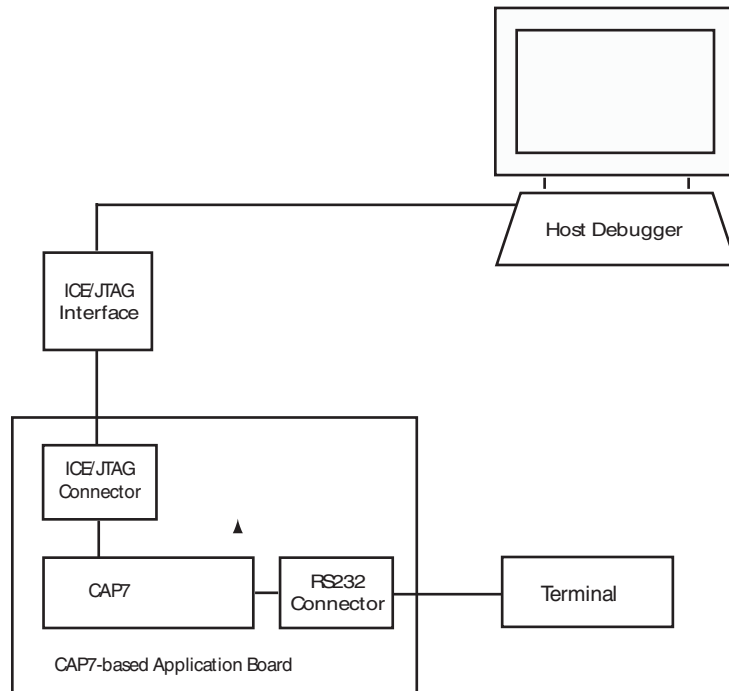 Host Debugger
ICE/JTAG
Interface
ICE/JTAG
Connector
CAP7
RS232
Connector
Terminal
CAP7-based Application Board